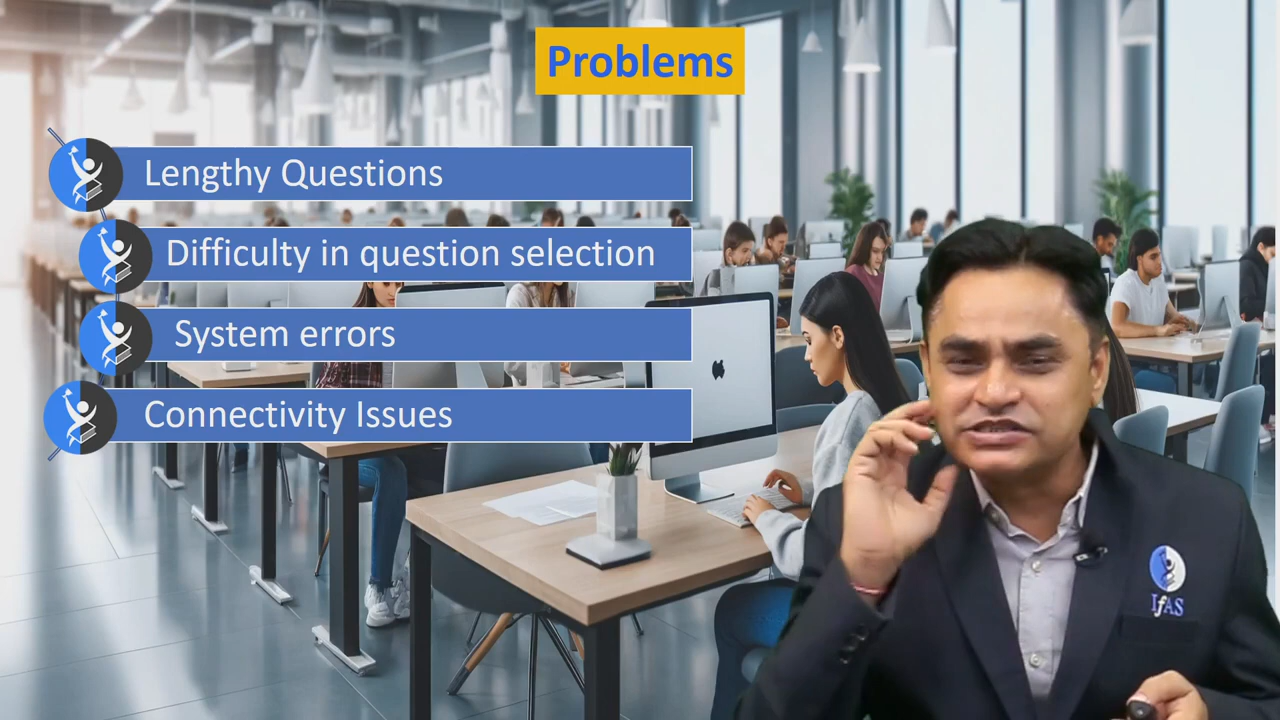 Problems
Lengthy Questions
Difficulty in question selection
System errors
Connectivity Issues
IfAS